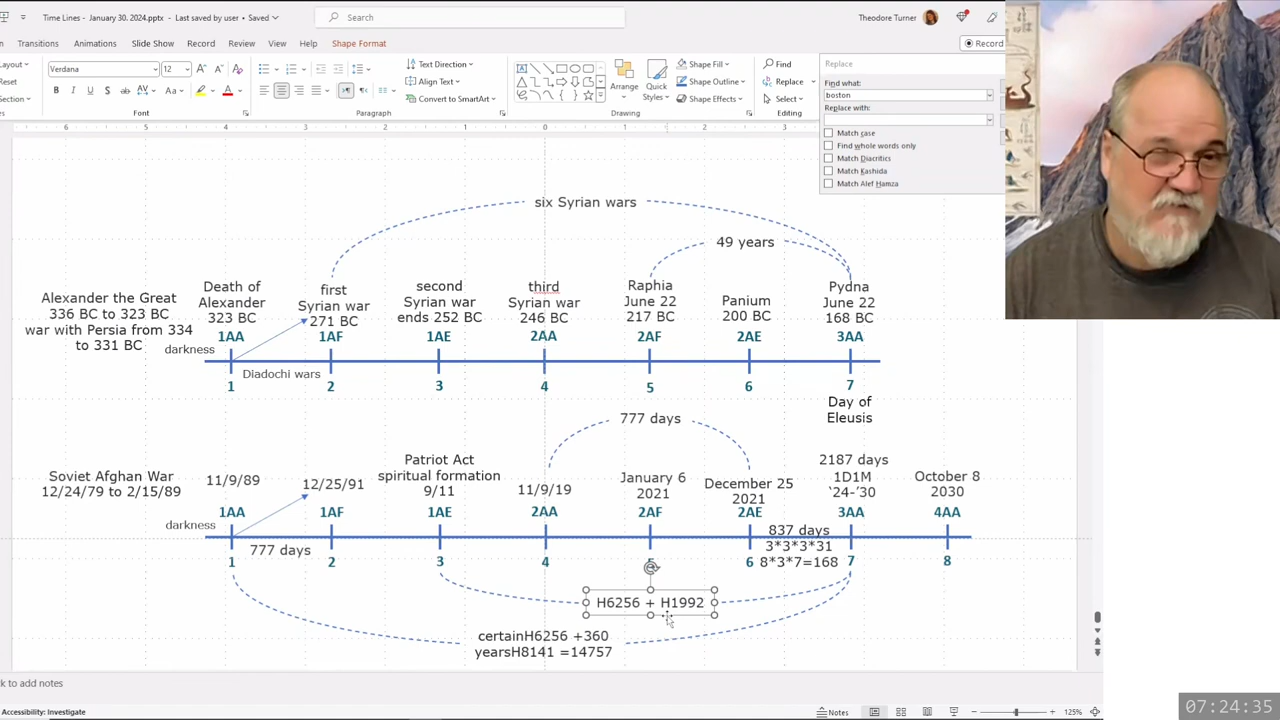 Time Lines - January 30, 2024.pptx • Last saved by user • Saved
Search
Theodore Turner
Transitions
Animations
Slide Show
Record
Review
View
Help
Shape Format
Record
Layout
Reset
Section
Verdana
12
Text Direction
Align Text
Convert to SmartArt
Font
Paragraph
Arrange
Quick
Styles
Shape Fill
Shape Outline
Shape Effects
Drawing
Find
Replace
Select
Editing
Replace
Find what:
boston
Replace with:
Match case
Find whole words only
Match Diacritics
Match Kashida
Match Alef Hamza
six Syrian wars
49 years
Alexander the Great
336 BC to 323 BC
war with Persia from 334
to 331 BC
darkness
Death of
Alexander
323 BC
1AA
first
Syrian war
271 BC
1AF
second
Syrian war
ends 252 BC
1AE
third
Syrian war
246 BC
2AA
Raphia
June 22
217 BC
2AF
Panium
200 BC
2AE
Pydna
June 22
168 BC
3AA
Diadochi wars
1
2
3
4
5
6
7
Day of
Eleusis
777 days
Soviet Afghan War
12/24/79 to 2/15/89
darkness
11/9/89
1AA
12/25/91
1AF
Patriot Act
spiritual formation
9/11
1AE
11/9/19
2AA
January 6
2021
2AF
December 25
2021
2AE
2187 days
1D1M
‘24-’30
3AA
October 8
2030
4AA
777 days
837 days
3*3*3*31
8*3*7=168
1
2
3
4
6
7
8
H6256 + H1992
certainH6256 +360
yearsH8141 =14757
k to add notes
Accessibility: Investigate
Notes
125%
07:24:35